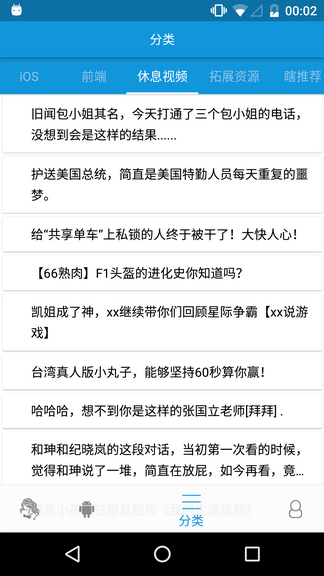 00:02
分类
iOS 前端 休息视频 拓展资源 瞎推荐
旧闻包小姐其名，今天打通了三个包小姐的电话，
没想到会是这样的结果......
护送美国总统，简直是美国特勤人员每天重复的噩
梦。
给“共享单车”上私锁的人终于被干了！大快人心！
【66熟肉】F1头盔的进化史你知道吗？
凯姐成了神，xx继续带你们回顾星际争霸【xx说游
戏】
台湾真人版小丸子，能够坚持60秒算你赢！
哈哈哈，想不到你是这样的张国立老师[拜拜] .
和珅和纪晓岚的这段对话，当初第一次看的时候，
觉得和珅说了一堆，简直在放屁，如今再看，竟...
分类